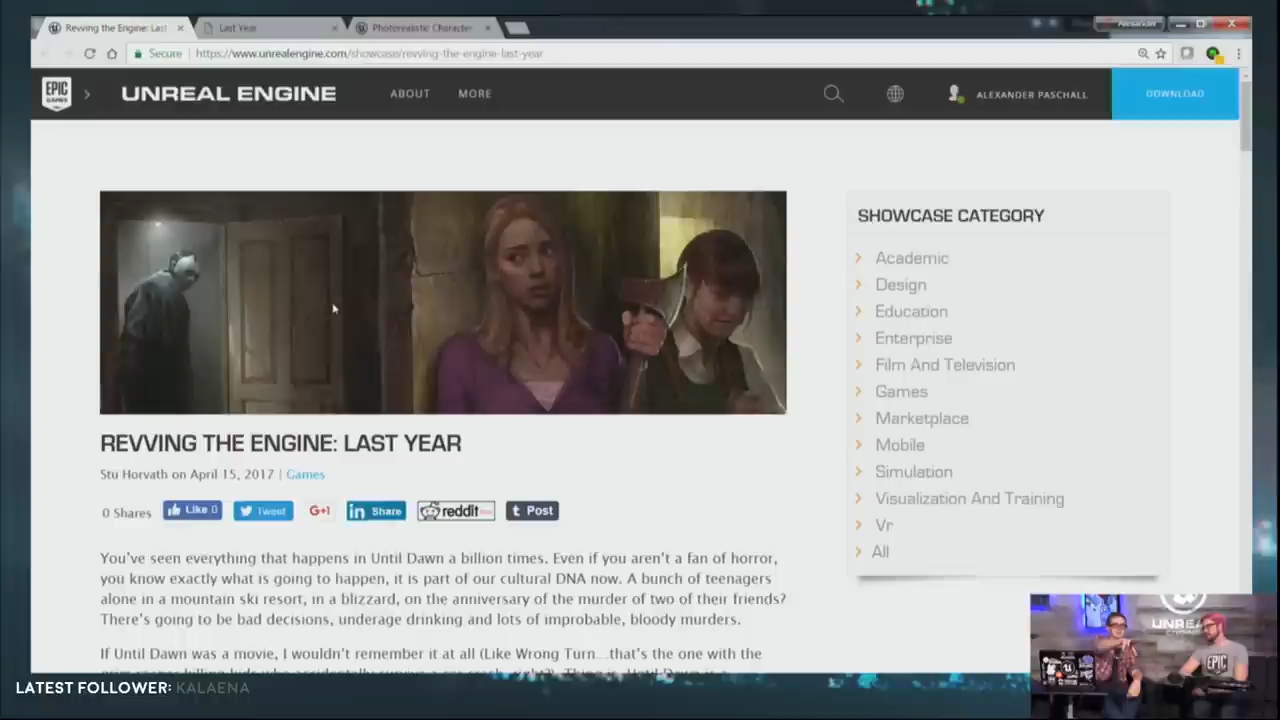 Revving the Engine: Last
Last Year
Photorealistic Character
Alexander
Secure
https://www.unrealengine.com/showcase/revving-the-engine-last-year
EPIC
GAMES
UNREAL ENGINE
ABOUT
MORE
ALEXANDER PASCHALL
DOWNLOAD
SHOWCASE CATEGORY
Academic
Design
Education
Enterprise
Film And Television
Games
Marketplace
Mobile
Simulation
Visualization And Training
Vr
All
REVVING THE ENGINE: LAST YEAR
Stu Horvath on April 15, 2017 | Games
0 Shares
Like 0
Tweet
G+1
in Share
reddit
t Post
You've seen everything that happens in Until Dawn a billion times. Even if you aren't a fan of horror,
you know exactly what is going to happen, it is part of our cultural DNA now. A bunch of teenagers
alone in a mountain ski resort, in a blizzard, on the anniversary of the murder of two of their friends?
There's going to be bad decisions, underage drinking and lots of improbable, bloody murders.
If Until Dawn was a movie, I wouldn't remember it at all (Like Wrong Turn...that's the one with the
EPIC
LATEST FOLLOWER: KALAENA